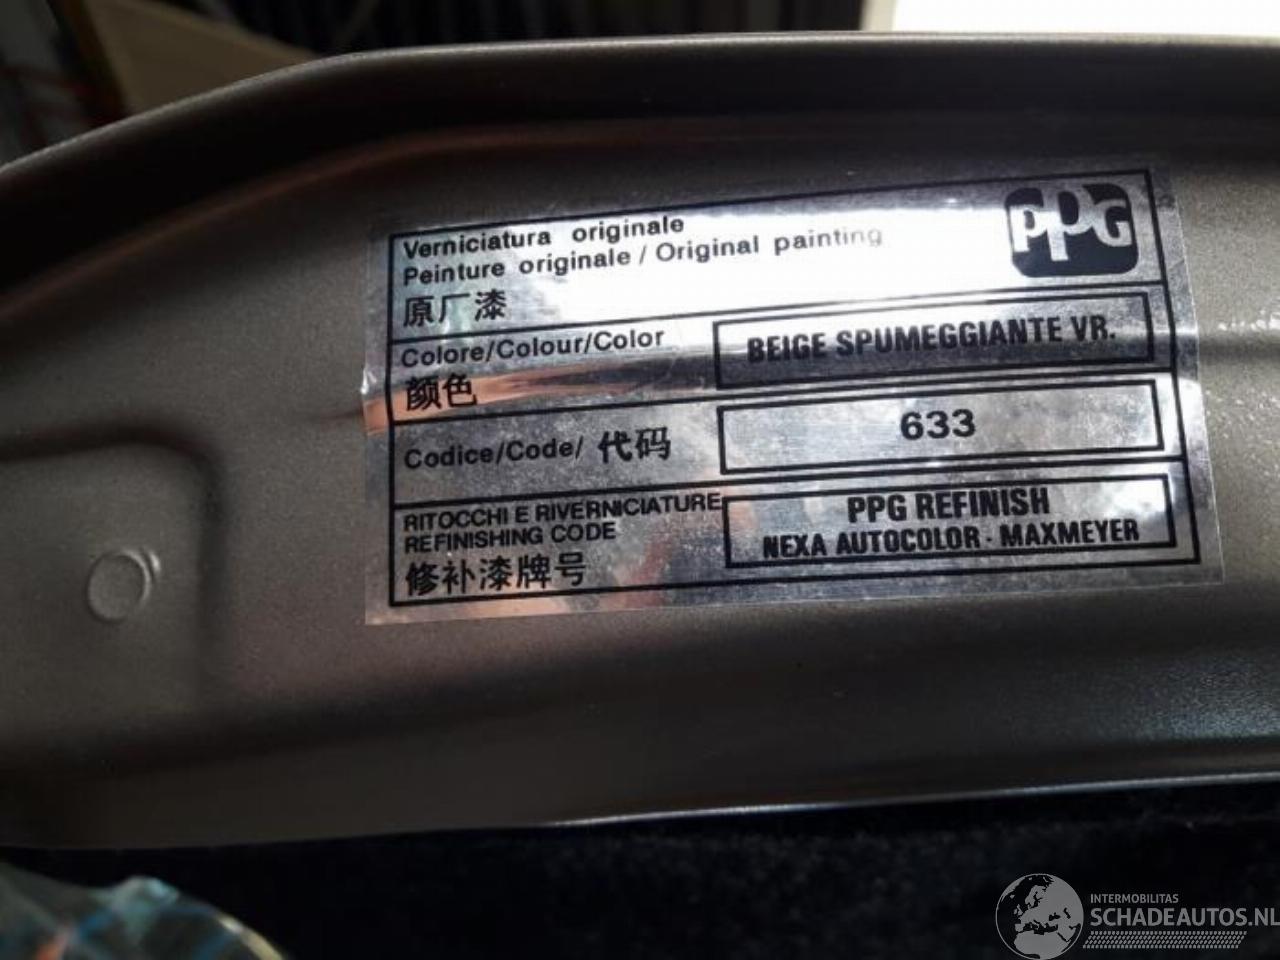 Verniciatura originale
Peinture originale / Original painting
原厂漆
PPG
Colore/Colour/Color
颜色
BEIGE SPUMEGGIANTE VR.
Codice/Code/ 代码
633
RITOCCHI E RIVERNICIATURE
REFINISHING CODE
修补漆牌号
PPG REFINISH
NEXA AUTOCOLOR - MAXMEYER
INTERMOBILITAS
SCHADEAUTOS.NL